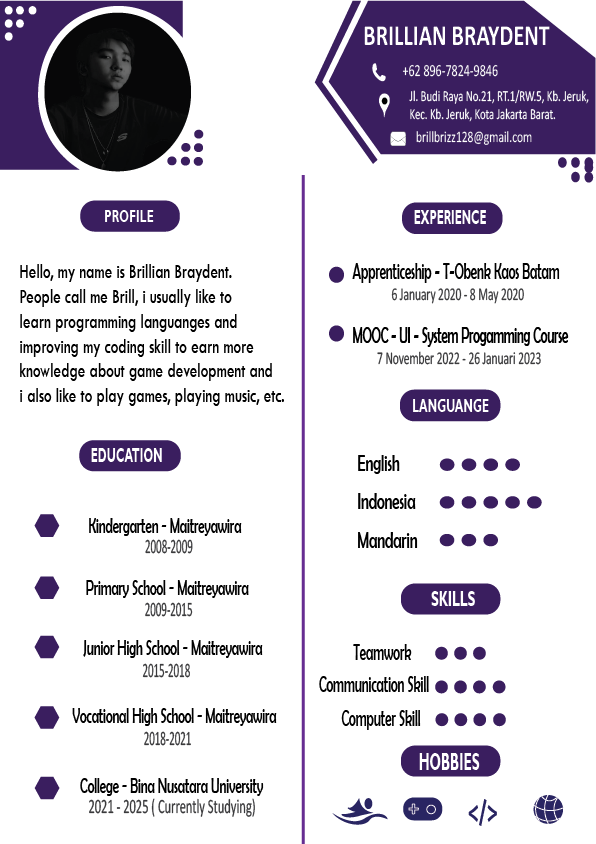 BRILLIAN BRAYDENT
+62 896-7824-9846
Jl. Budi Raya No.21, RT.1/RW.5, Kb. Jeruk,
Kec. Kb. Jeruk, Kota Jakarta Barat.
brillbrizz128@gmail.com
PROFILE
Hello, my name is Brillian Braydent.
People call me Brill, i usually like to
learn programming languanges and
improving my coding skill to earn more
knowledge about game development and
i also like to play games, playing music, etc.
EDUCATION
Kindergarten - Maitreyawira
2008-2009
Primary School - Maitreyawira
2009-2015
Junior High School - Maitreyawira
2015-2018
Vocational High School - Maitreyawira
2018-2021
College - Bina Nusatara University
2021 - 2025 ( Currently Studying)
EXPERIENCE
Apprenticeship - T-Obenk Kaos Batam
6 January 2020 - 8 May 2020
MOOC - UI - System Progamming Course
7 November 2022 - 26 Januari 2023
LANGUANGE
English
Indonesia
Mandarin
SKILLS
Teamwork
Communication Skill
Computer Skill
HOBBIES